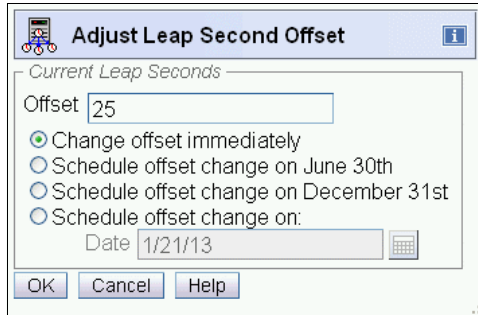 Adjust Leap Second Offset
i
Current Leap Seconds
Offset 25
Change offset immediately
Schedule offset change on June 30th
Schedule offset change on December 31st
Schedule offset change on:
Date 1/21/13
OK Cancel Help